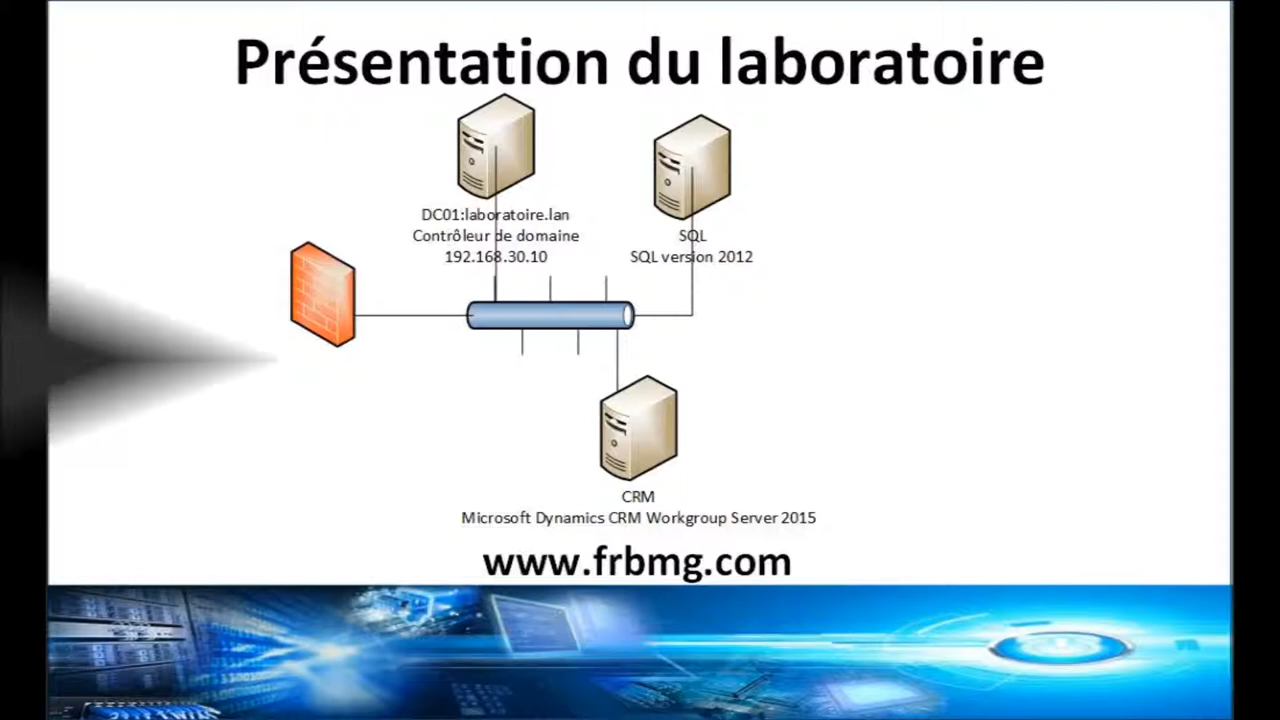 Présentation du laboratoire
DC01:laboratoire.lan
Contrôleur de domaine
192.168.30.10
SQL
SQL version 2012
CRM
Microsoft Dynamics CRM Workgroup Server 2015
www.frbmg.com